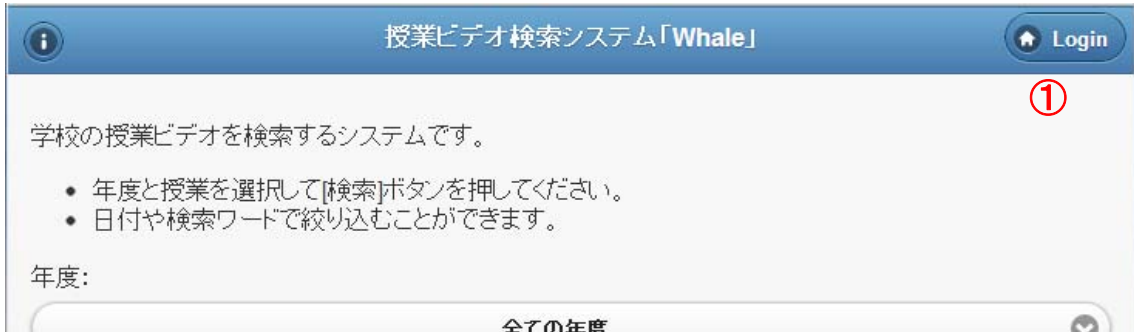 授業ビデオ検索システム「Whale」
Login
①
学校の授業ビデオを検索するシステムです。
• 年度と授業を選択して[検索]ボタンを押してください。
• 日付や検索ワードで絞り込むことができます。
年度:
全ての年度